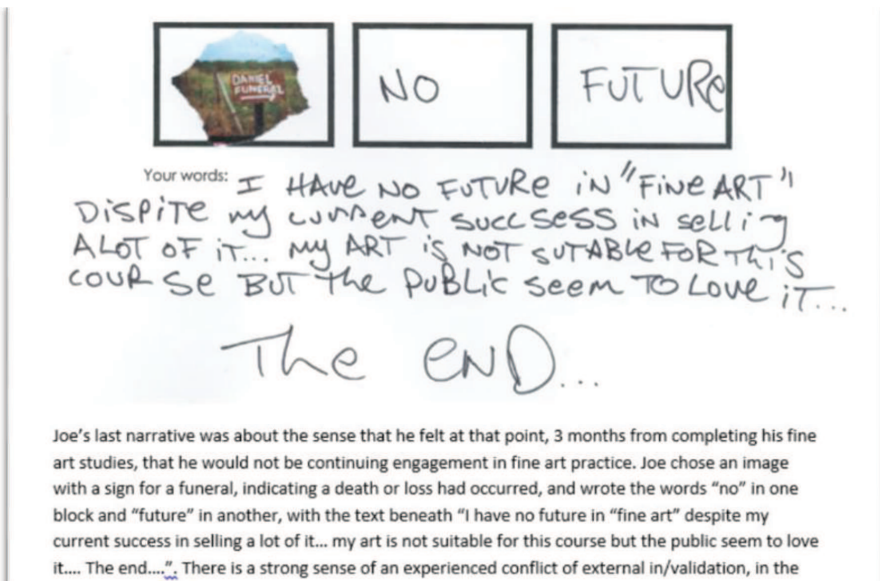 DANIEL
FUNERAL
NO
FUTURe
Your words: I HAVe NO FUTURe iN "FiNe ART"
DiSPiTe my CURRENT SUCCSeSS iN selling
ALOT OF iT... My ART iS NOT SUTABLe FOR THiS
COURSe BUT The PUBLiC Seem TO Love iT...
The eND...
Joe's last narrative was about the sense that he felt at that point, 3 months from completing his fine
art studies, that he would not be continuing engagement in fine art practice. Joe chose an image
with a sign for a funeral, indicating a death or loss had occurred, and wrote the words "no" in one
block and "future" in another, with the text beneath "I have no future in "fine art" despite my
current success in selling a lot of it... my art is not suitable for this course but the public seem to love
it.... The end....". There is a strong sense of an experienced conflict of external in/validation, in the